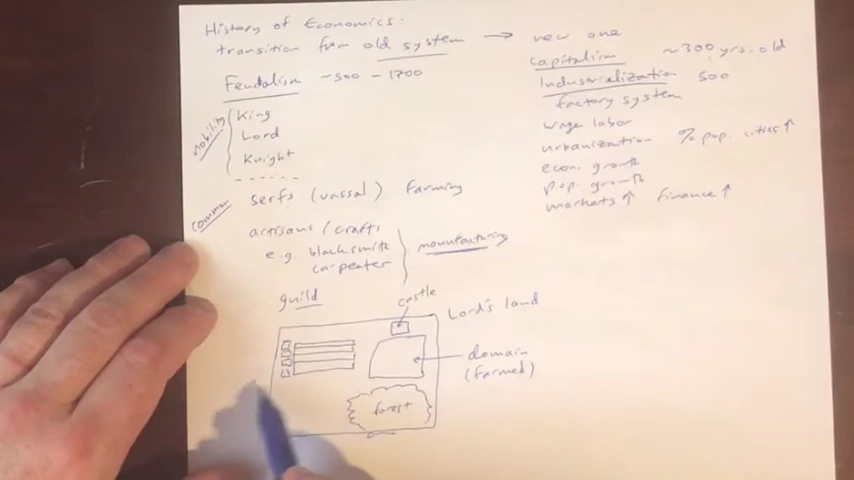 History of Economics:
transition from old system → new one
Feudalism ~500 - 1700
nobility
King
Lord
Knight
common
serfs (vassal) farming
artisans / crafts
e.g. blacksmith
carpenter
manufacturing
guild
castle
Lord's land
domain
(farmed)
forest
capitalism ~300 yrs. old
Industrialization 500
factory system
wage labor
urbanization % pop. cities ↑
econ. growth
pop. growth
markets ↑ finance ↑